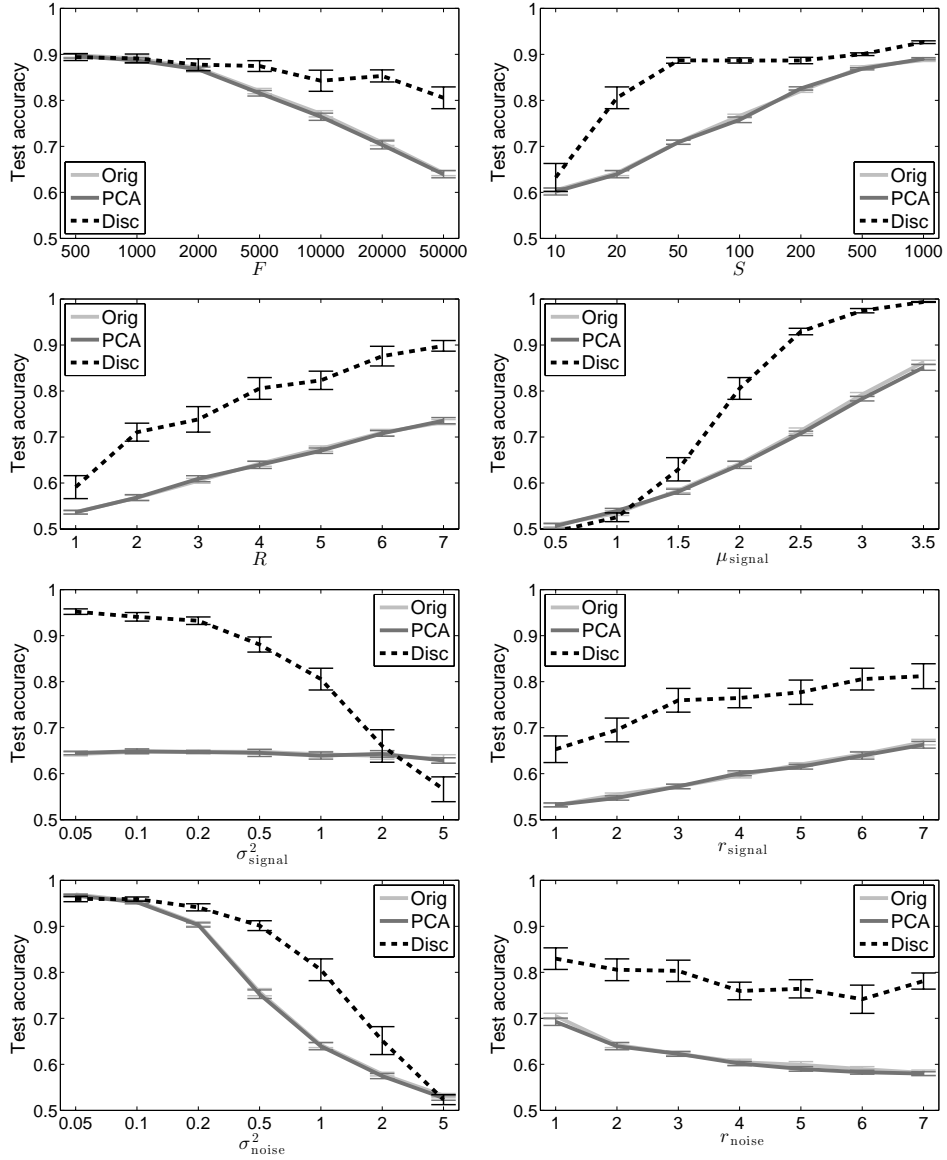 1
0.9
0.8
0.7
0.6
0.5
Test accuracy
Orig
PCA
Disc
500 1000 2000 5000 10000 20000 50000
F
1
0.9
0.8
0.7
0.6
0.5
Test accuracy
Orig
PCA
Disc
10 20 50 100 200 500 1000
S
1
0.9
0.8
0.7
0.6
0.5
Test accuracy
Orig
PCA
Disc
1 2 3 4 5 6 7
R
1
0.9
0.8
0.7
0.6
0.5
Test accuracy
Orig
PCA
Disc
0.5 1 1.5 2 2.5 3 3.5
μsignal
1
0.9
0.8
0.7
0.6
0.5
Test accuracy
Orig
PCA
Disc
0.05 0.1 0.2 0.5 1 2 5
σ²signal
1
0.9
0.8
0.7
0.6
0.5
Test accuracy
Orig
PCA
Disc
1 2 3 4 5 6 7
rsignal
1
0.9
0.8
0.7
0.6
0.5
Test accuracy
Orig
PCA
Disc
0.05 0.1 0.2 0.5 1 2 5
σ²noise
1
0.9
0.8
0.7
0.6
0.5
Test accuracy
Orig
PCA
Disc
1 2 3 4 5 6 7
rnoise